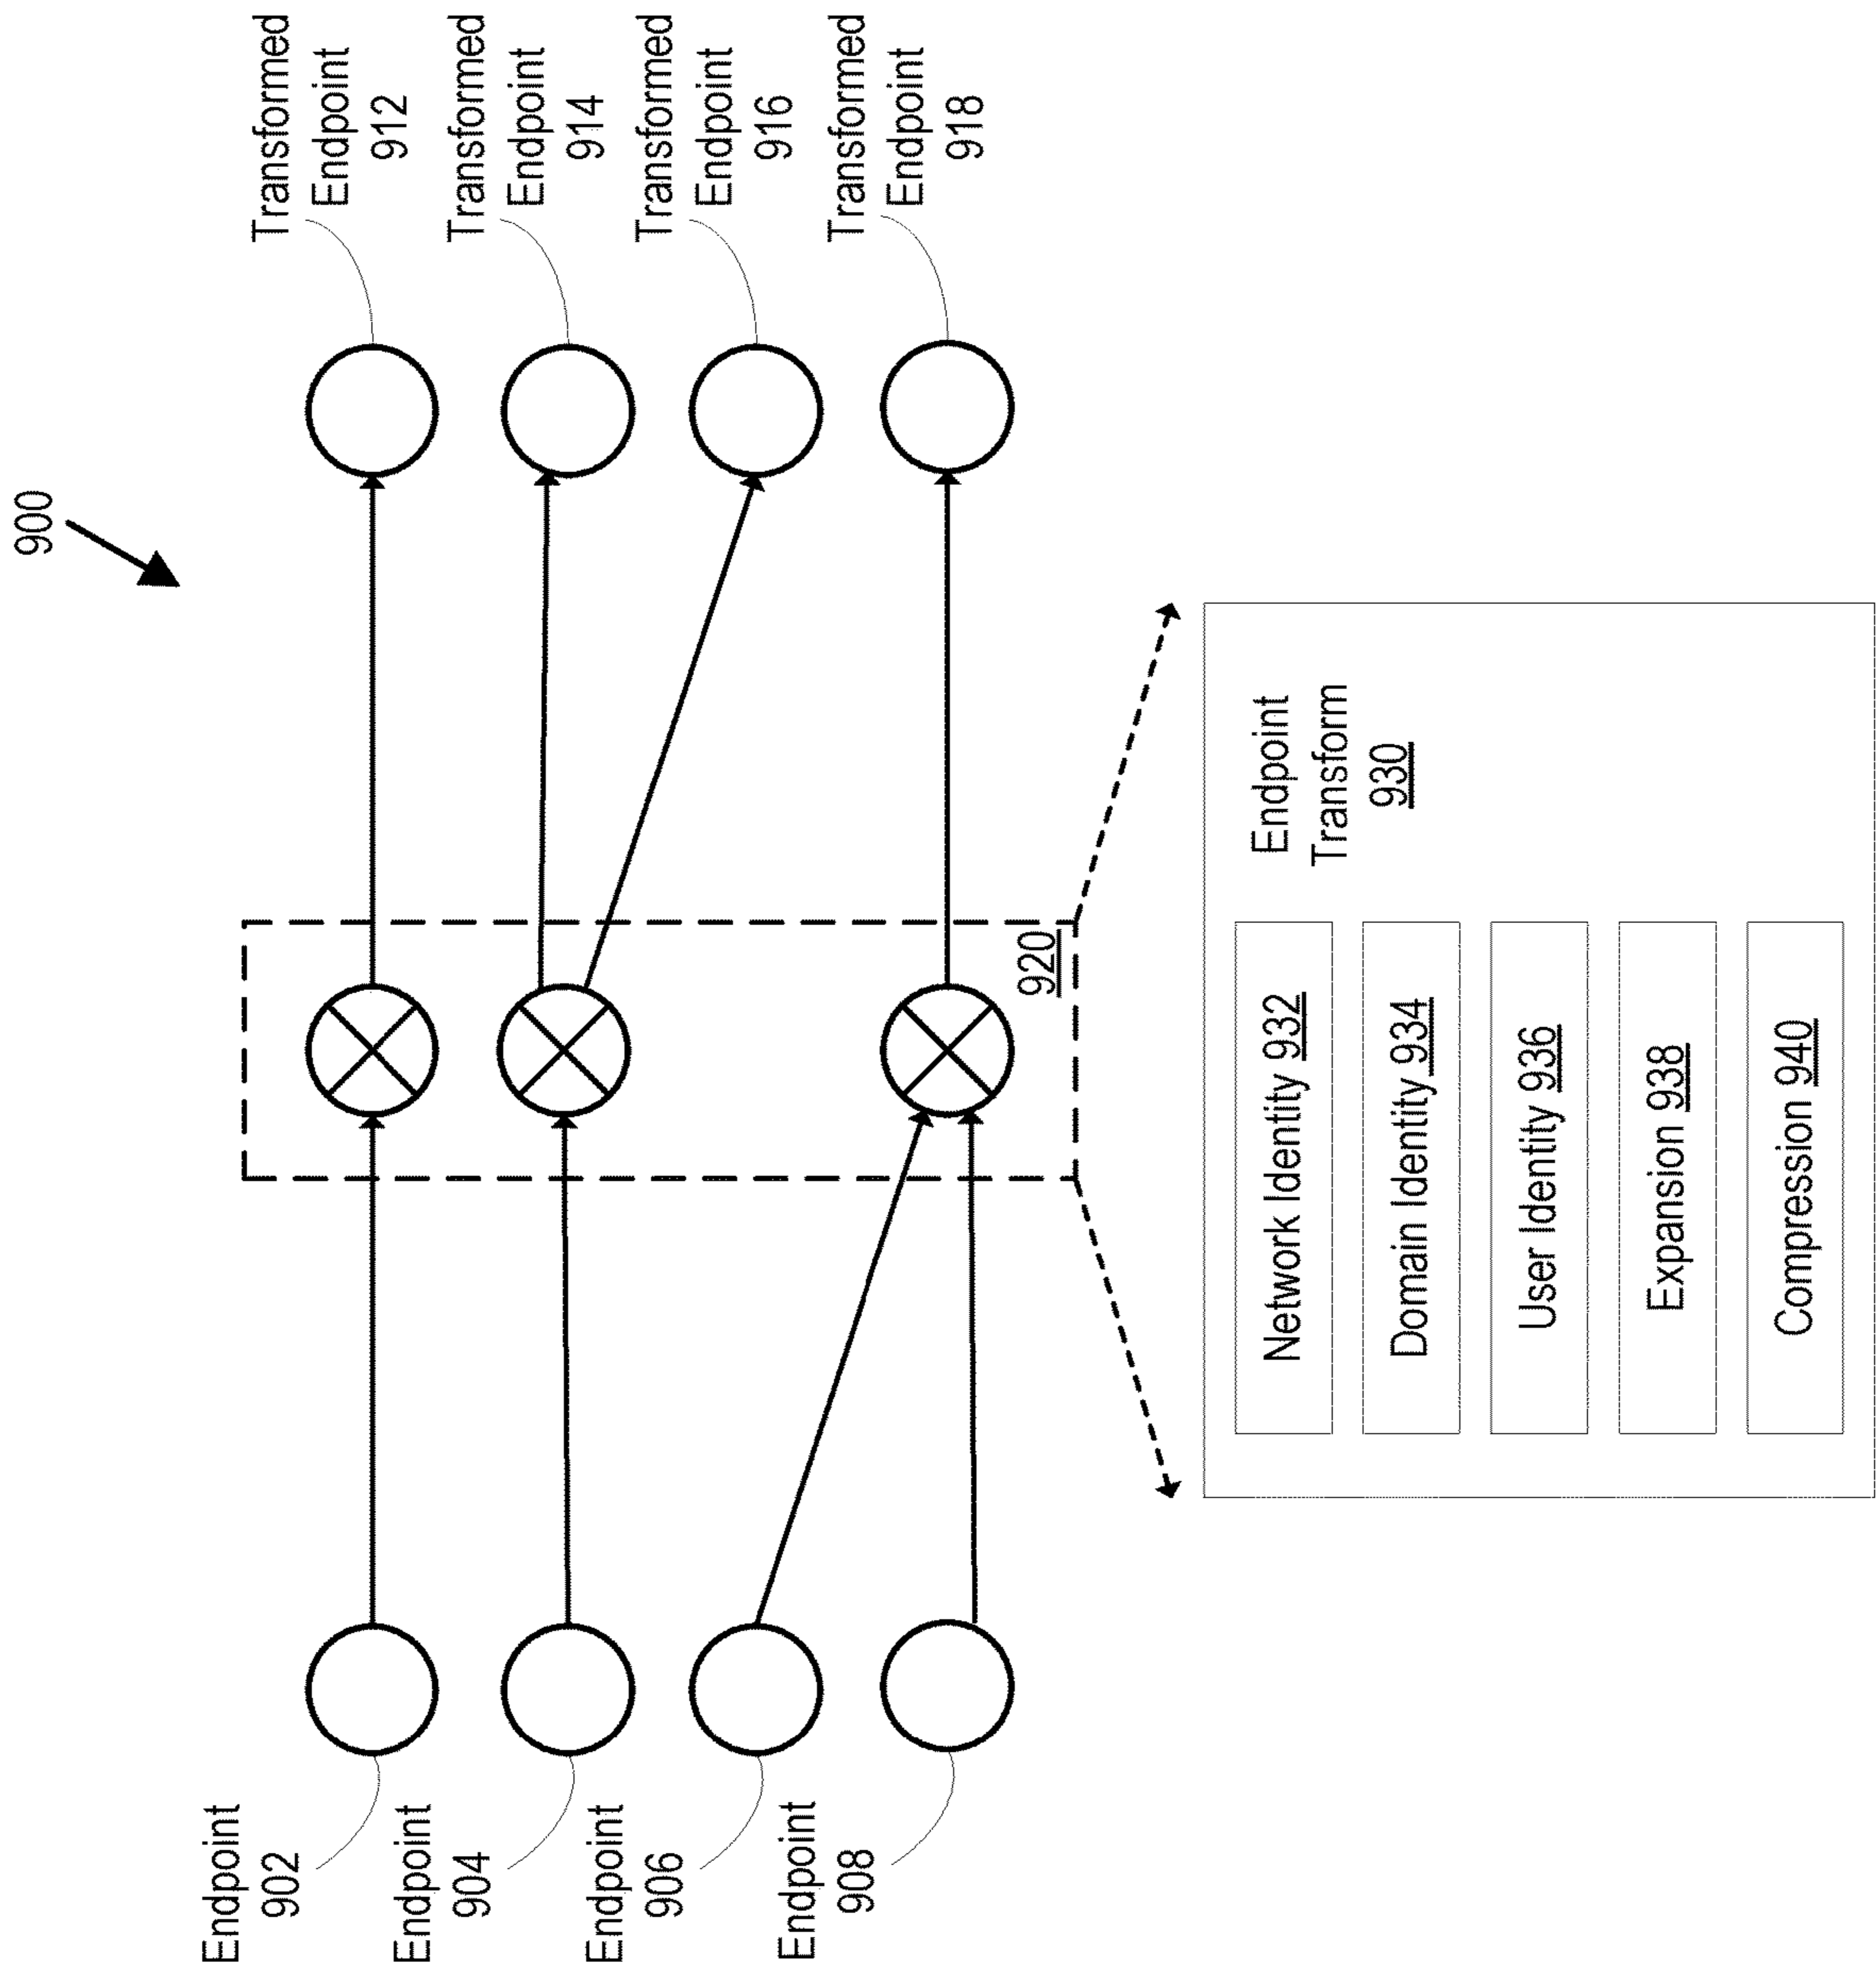 900
Endpoint
902
Endpoint
904
Endpoint
906
Endpoint
908
Transformed
Endpoint
912
Transformed
Endpoint
914
Transformed
Endpoint
916
Transformed
Endpoint
918
920
Endpoint
Transform
930
Network Identity 932
Domain Identity 934
User Identity 936
Expansion 938
Compression 940